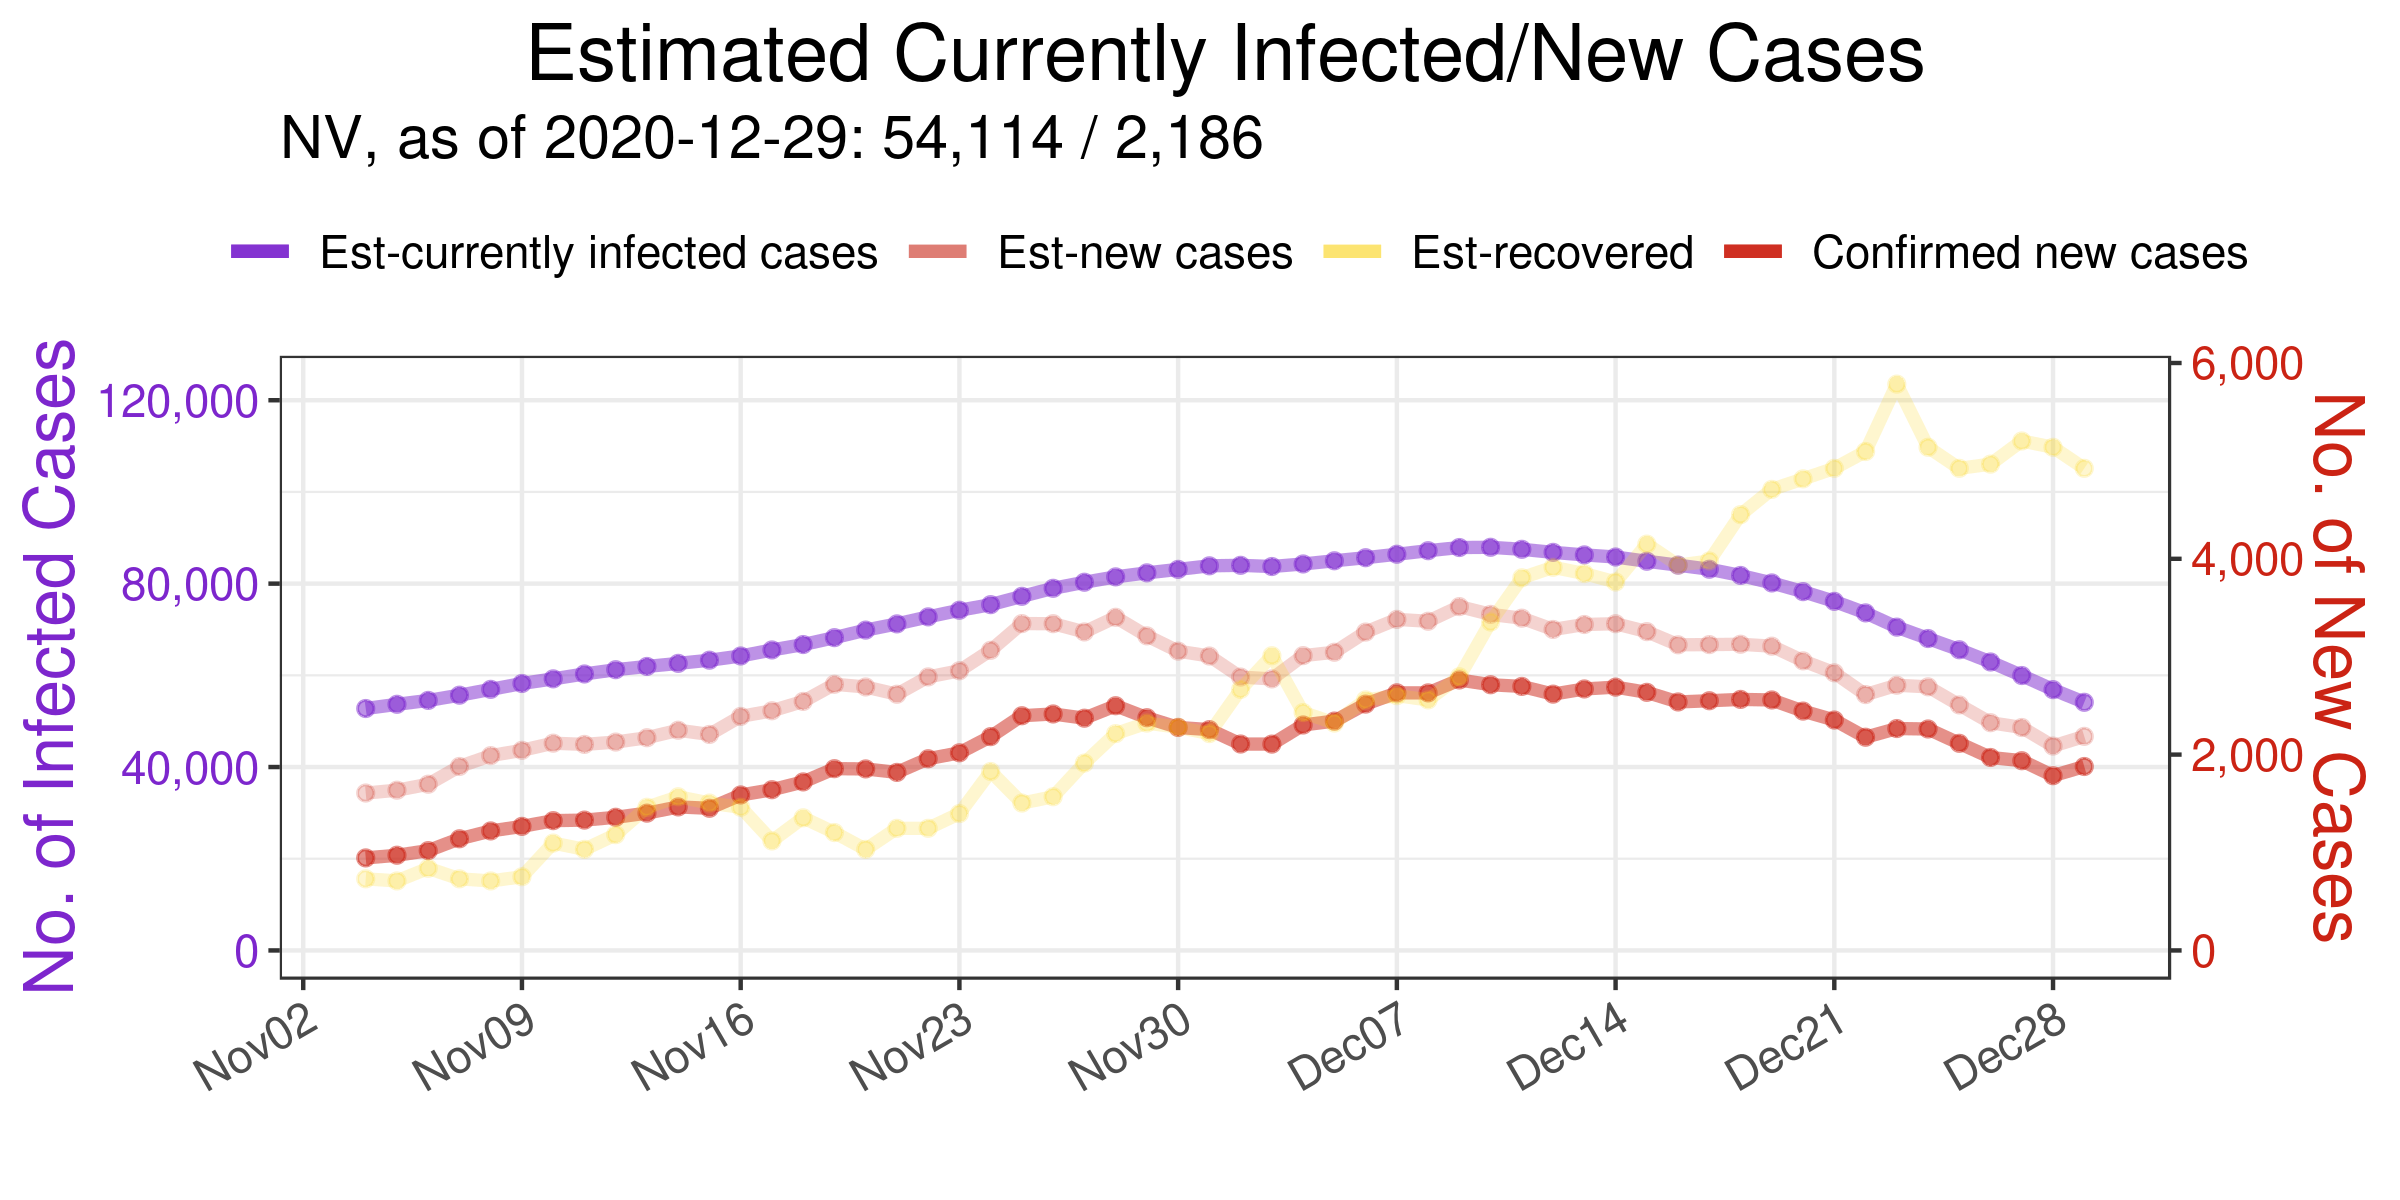 Estimated Currently Infected/New Cases
NV, as of 2020-12-29: 54,114 / 2,186
Est-currently infected cases Est-new cases Est-recovered Confirmed new cases
No. of Infected Cases
120,000
80,000
40,000
0
6,000
4,000
2,000
0
No. of New Cases
Nov02 Nov09 Nov16 Nov23 Nov30 Dec07 Dec14 Dec21 Dec28